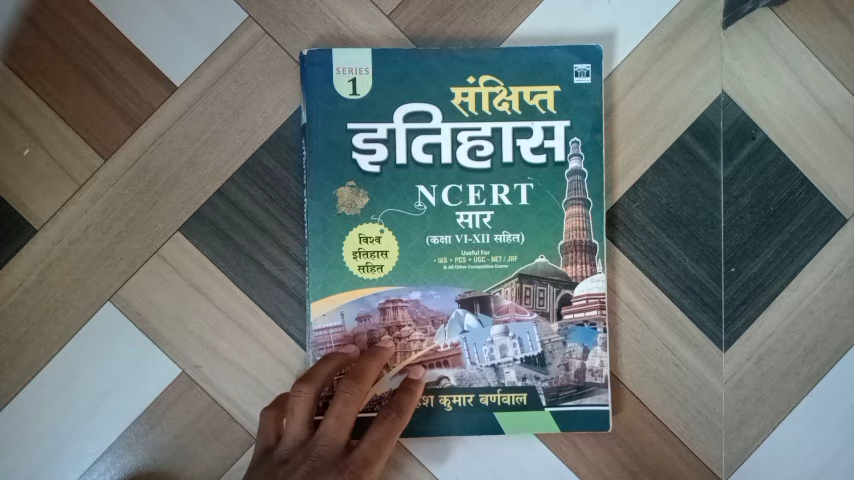 SERIES
1
संक्षिप्त
इतिहास
NCERT
सार
(कक्षा VI-XII सहित)
विश्व
इतिहास
सहित
Useful For
• IAS • PCS • UGC - NET / JRF
& All Other Competitive Exams
कुमार बर्णवाल